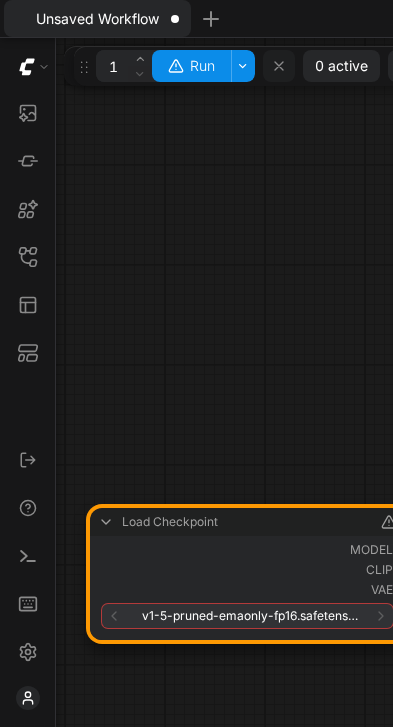 Unsaved Workflow
1
Run
0 active
Load Checkpoint
MODEL
CLIP
VAE
v1-5-pruned-emaonly-fp16.safetens...